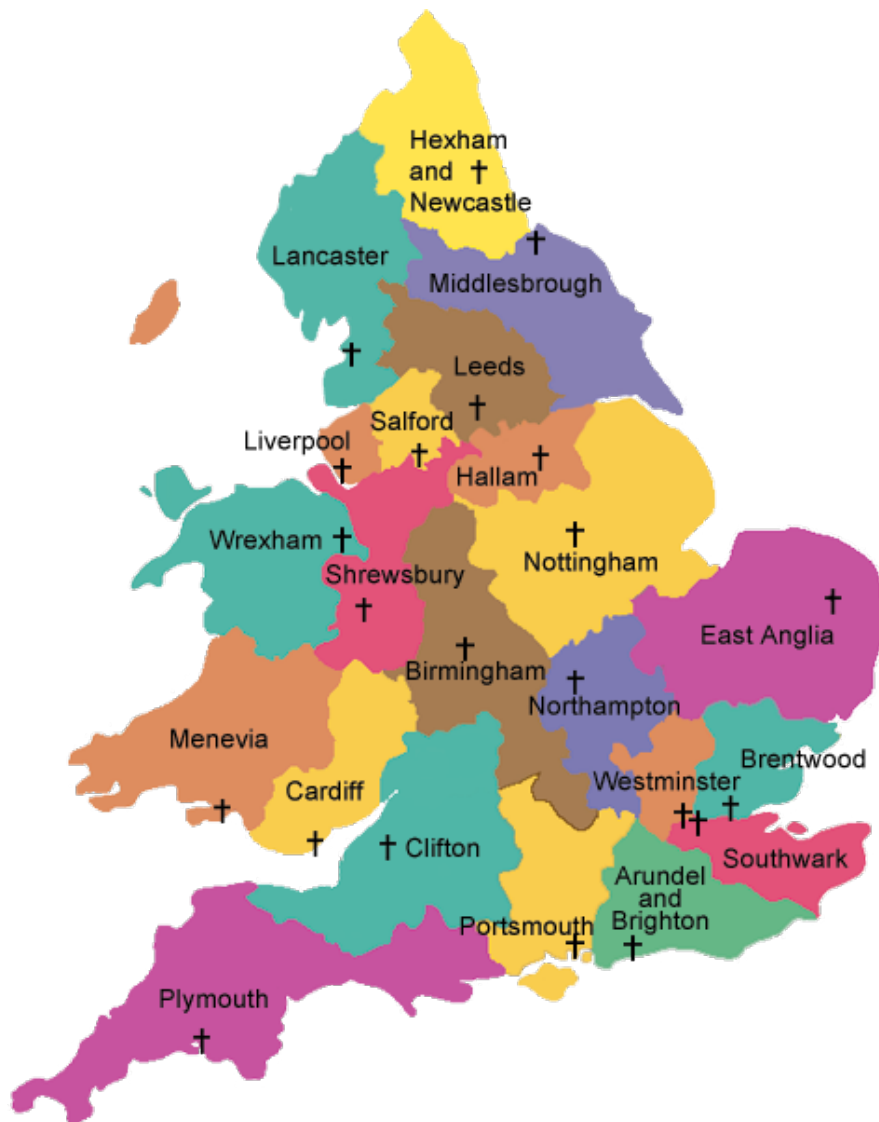 Hexham
and
Newcastle
Lancaster
Middlesbrough
Leeds
Salford
Liverpool
Hallam
Wrexham
Nottingham
Shrewsbury
East Anglia
Birmingham
Northampton
Menevia
Brentwood
Westminster
Cardiff
Clifton
Southwark
Arundel
and
Brighton
Portsmouth
Plymouth